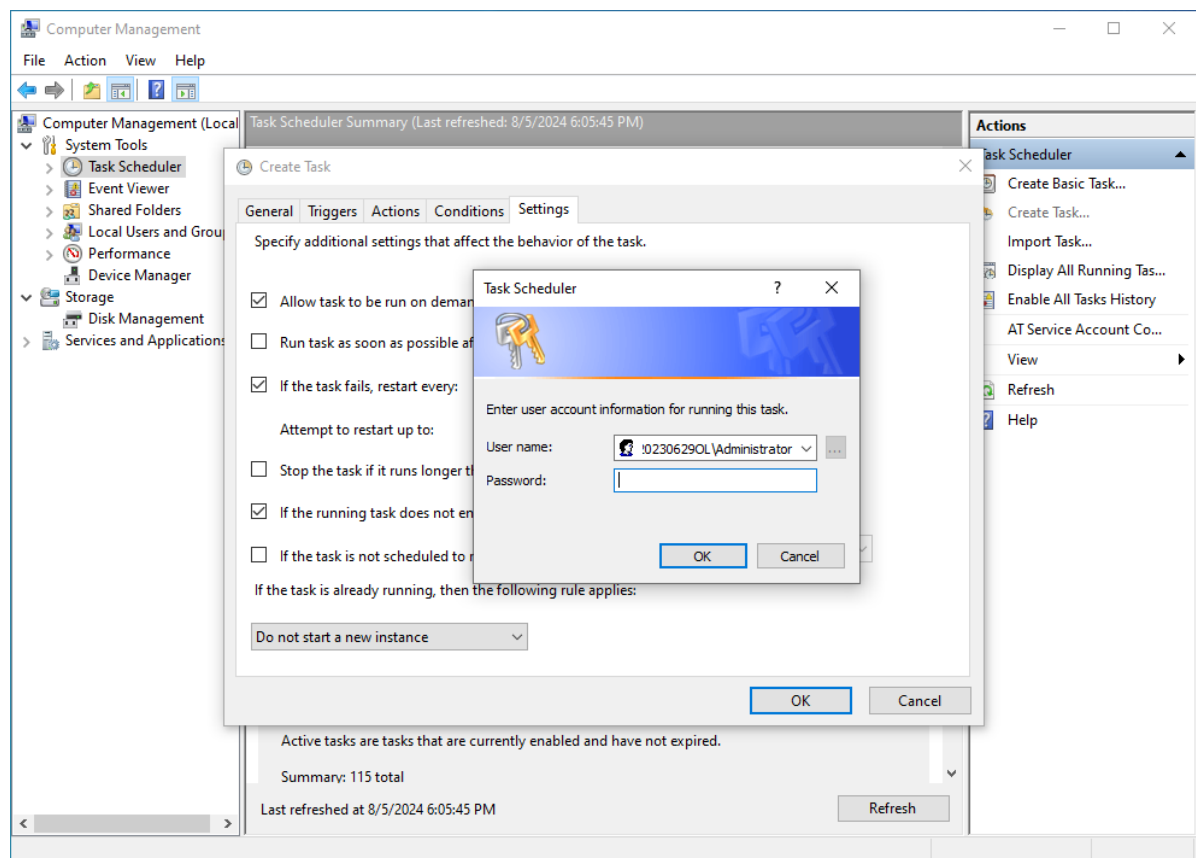 Computer Management
File Action View Help
Computer Management (Local
System Tools
Task Scheduler
Event Viewer
Shared Folders
Local Users and Grou
Performance
Device Manager
Storage
Disk Management
Services and Applications
Task Scheduler Summary (Last refreshed: 8/5/2024 6:05:45 PM)
Create Task
General Triggers Actions Conditions Settings
Specify additional settings that affect the behavior of the task.
Allow task to be run on deman
Run task as soon as possible af
If the task fails, restart every:
Attempt to restart up to:
Stop the task if it runs longer t
If the running task does not en
If the task is not scheduled to r
If the task is already running, then the following rule applies:
Do not start a new instance
OK Cancel
Task Scheduler
?
Enter user account information for running this task.
User name: 20230629OL\Administrator ...
Password:
OK Cancel
Active tasks are tasks that are currently enabled and have not expired.
Summary: 115 total
Last refreshed at 8/5/2024 6:05:45 PM
Refresh
Actions
Task Scheduler
Create Basic Task...
Create Task...
Import Task...
Display All Running Tas...
Enable All Tasks History
AT Service Account Co...
View
Refresh
Help